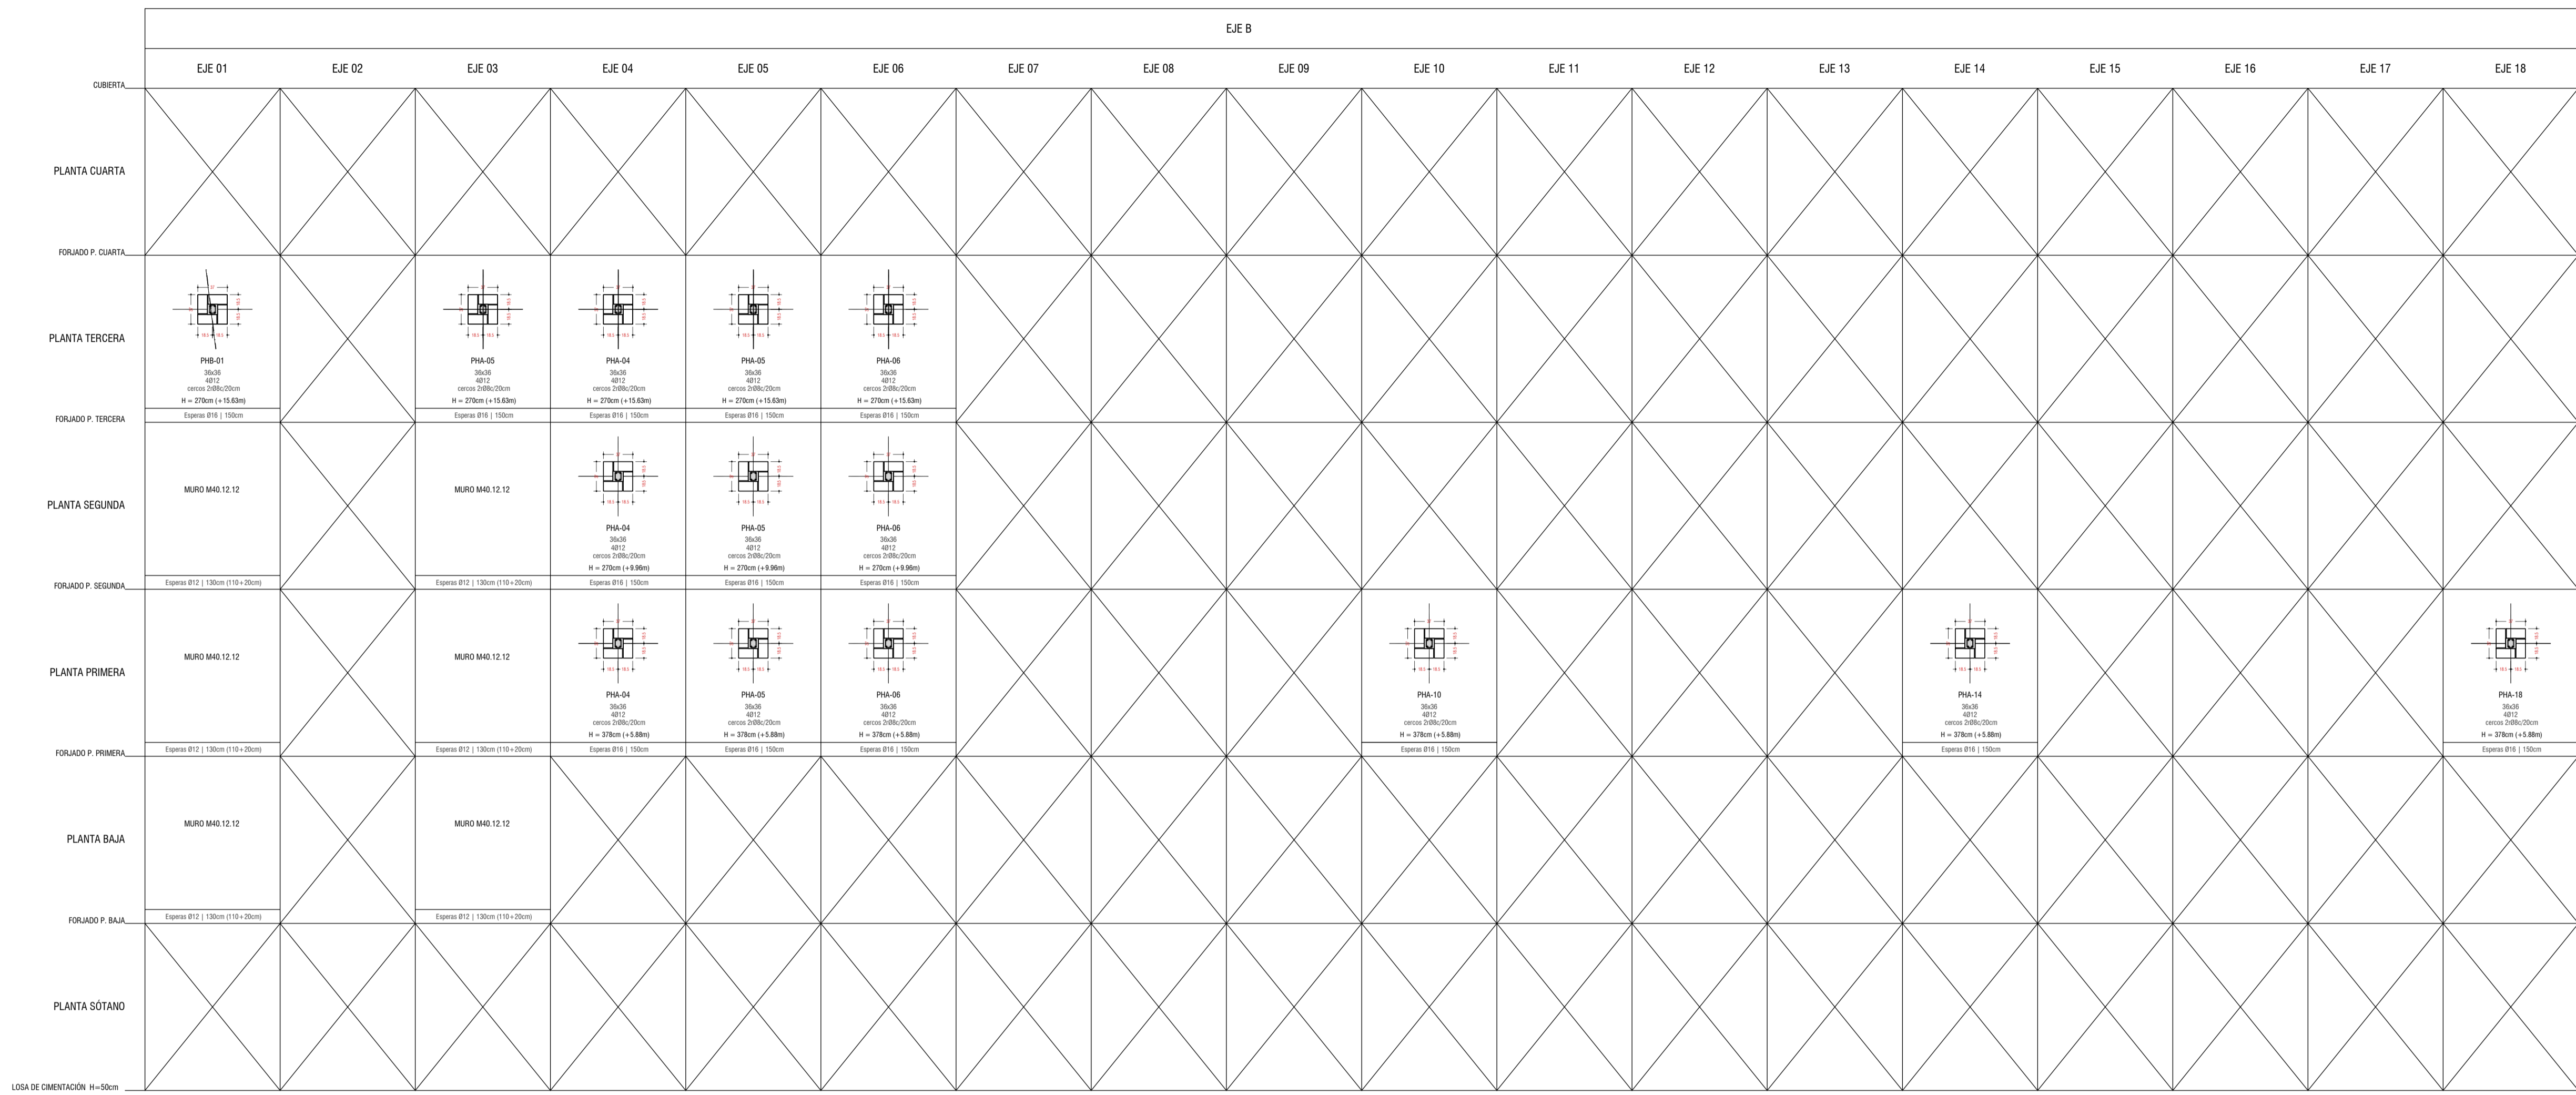 EJE B
EJE 01 EJE 02 EJE 03 EJE 04 EJE 05 EJE 06 EJE 07 EJE 08 EJE 09 EJE 10 EJE 11 EJE 12 EJE 13 EJE 14 EJE 15 EJE 16 EJE 17 EJE 18
CUBIERTA
PLANTA CUARTA
FORJADO P. CUARTA
PLANTA TERCERA
PHB-01 PHA-05 PHA-04 PHA-05 PHA-06
36x36 36x36 36x36 36x36 36x36
4Ø12 4Ø12 4Ø12 4Ø12 4Ø12
cercos 2rØ8c/20cm cercos 2rØ8c/20cm cercos 2rØ8c/20cm cercos 2rØ8c/20cm cercos 2rØ8c/20cm
H = 270cm (+15.63m) H = 270cm (+15.63m) H = 270cm (+15.63m) H = 270cm (+15.63m) H = 270cm (+15.63m)
Esperas Ø16 | 150cm Esperas Ø16 | 150cm Esperas Ø16 | 150cm Esperas Ø16 | 150cm Esperas Ø16 | 150cm
FORJADO P. TERCERA
MURO M40.12.12 MURO M40.12.12
PLANTA SEGUNDA
PHA-04 PHA-05 PHA-06
36x36 36x36 36x36
4Ø12 4Ø12 4Ø12
cercos 2rØ8c/20cm cercos 2rØ8c/20cm cercos 2rØ8c/20cm
H = 270cm (+9.96m) H = 270cm (+9.96m) H = 270cm (+9.96m)
Esperas Ø12 | 130cm (110+20cm) Esperas Ø12 | 130cm (110+20cm) Esperas Ø16 | 150cm Esperas Ø16 | 150cm Esperas Ø16 | 150cm
FORJADO P. SEGUNDA
MURO M40.12.12 MURO M40.12.12
PLANTA PRIMERA
PHA-04 PHA-05 PHA-06 PHA-10 PHA-14 PHA-18
36x36 36x36 36x36 36x36 36x36 36x36
4Ø12 4Ø12 4Ø12 4Ø12 4Ø12 4Ø12
cercos 2rØ8c/20cm cercos 2rØ8c/20cm cercos 2rØ8c/20cm cercos 2rØ8c/20cm cercos 2rØ8c/20cm cercos 2rØ8c/20cm
H = 378cm (+5.88m) H = 378cm (+5.88m) H = 378cm (+5.88m) H = 378cm (+5.88m) H = 378cm (+5.88m) H = 378cm (+5.88m)
Esperas Ø12 | 130cm (110+20cm) Esperas Ø12 | 130cm (110+20cm) Esperas Ø16 | 150cm Esperas Ø16 | 150cm Esperas Ø16 | 150cm Esperas Ø16 | 150cm Esperas Ø16 | 150cm Esperas Ø16 | 150cm
FORJADO P. PRIMERA
MURO M40.12.12 MURO M40.12.12
PLANTA BAJA
Esperas Ø12 | 130cm (110+20cm) Esperas Ø12 | 130cm (110+20cm)
FORJADO P. BAJA
PLANTA SÓTANO
LOSA DE CIMENTACIÓN H=50cm